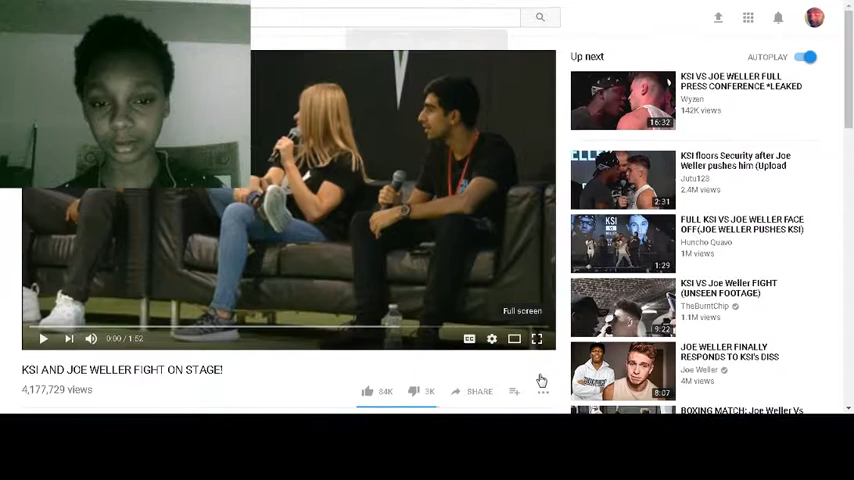 Up next
AUTOPLAY
KSI VS JOE WELLER FULL
PRESS CONFERENCE *LEAKED
Wyzen
142K views
16:32
KSI floors Security after Joe
Weller pushes him (Upload
Jutu123
2.4M views
2:31
FULL KSI VS JOE WELLER FACE
OFF(JOE WELLER PUSHES KSI)
Huncho Quavo
1M views
1:29
KSI VS Joe Weller FIGHT
(UNSEEN FOOTAGE)
TheBurntChip
1.1M views
9:22
JOE WELLER FINALLY
RESPONDS TO KSI's DISS
Joe Weller
4M views
8:07
BOXING MATCH: Joe Weller Vs
Full screen
0:00 / 1:52
KSI AND JOE WELLER FIGHT ON STAGE!
4,177,729 views
84K
3K
SHARE